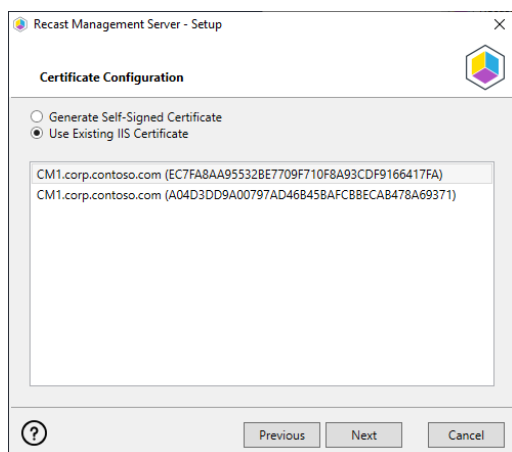 Recast Management Server - Setup
Certificate Configuration
Generate Self-Signed Certificate
Use Existing IIS Certificate
CM1.corp.contoso.com (EC7FA8AA95532BE7709F710F8A93CDF9166417FA)
CM1.corp.contoso.com (A04D3DD9A00797AD46B45BAFCBBECAB478A69371)
?
Previous
Next
Cancel